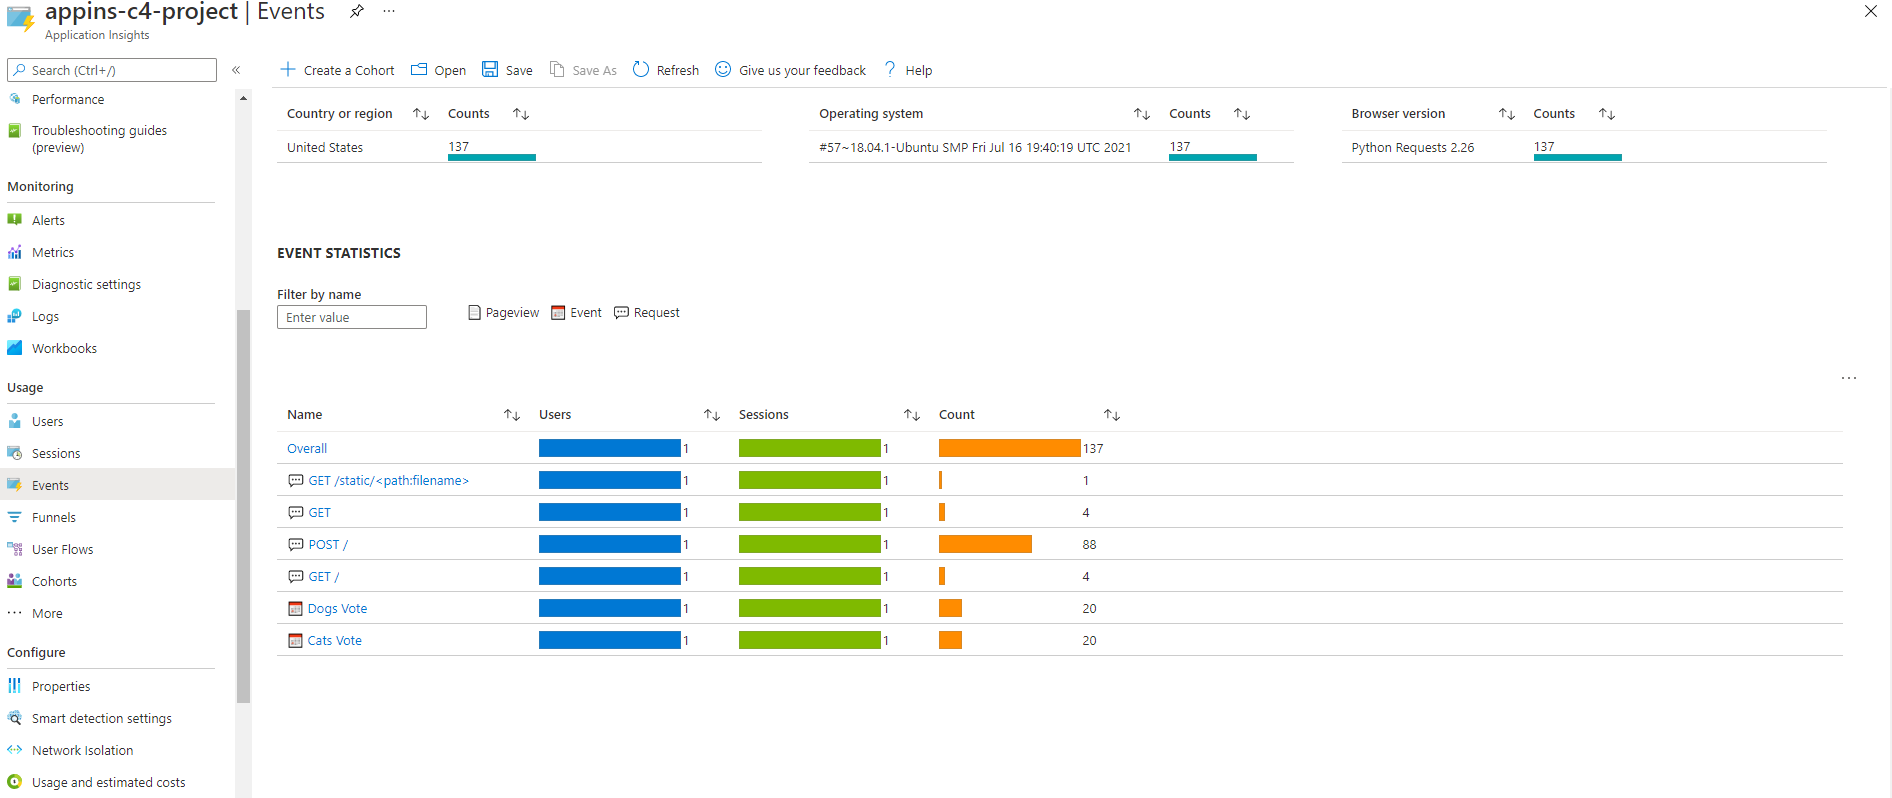 appins-c4-project | Events
Application Insights
Search (Ctrl+/)
Performance
Troubleshooting guides
(preview)
Monitoring
Alerts
Metrics
Diagnostic settings
Logs
Workbooks
Usage
Users
Sessions
Events
Funnels
User Flows
Cohorts
More
Configure
Properties
Smart detection settings
Network Isolation
Usage and estimated costs
Create a Cohort Open Save Save As Refresh Give us your feedback Help
Country or region Counts Operating system Counts Browser version Counts
United States 137 #57~18.04.1-Ubuntu SMP Fri Jul 16 19:40:19 UTC 2021 137 Python Requests 2.26 137
EVENT STATISTICS
Filter by name
Enter value Pageview Event Request
Name Users Sessions Count
Overall 1 1 137
GET /static/<path:filename> 1 1 1
GET 1 1 4
POST / 1 1 88
GET / 1 1 4
Dogs Vote 1 1 20
Cats Vote 1 1 20